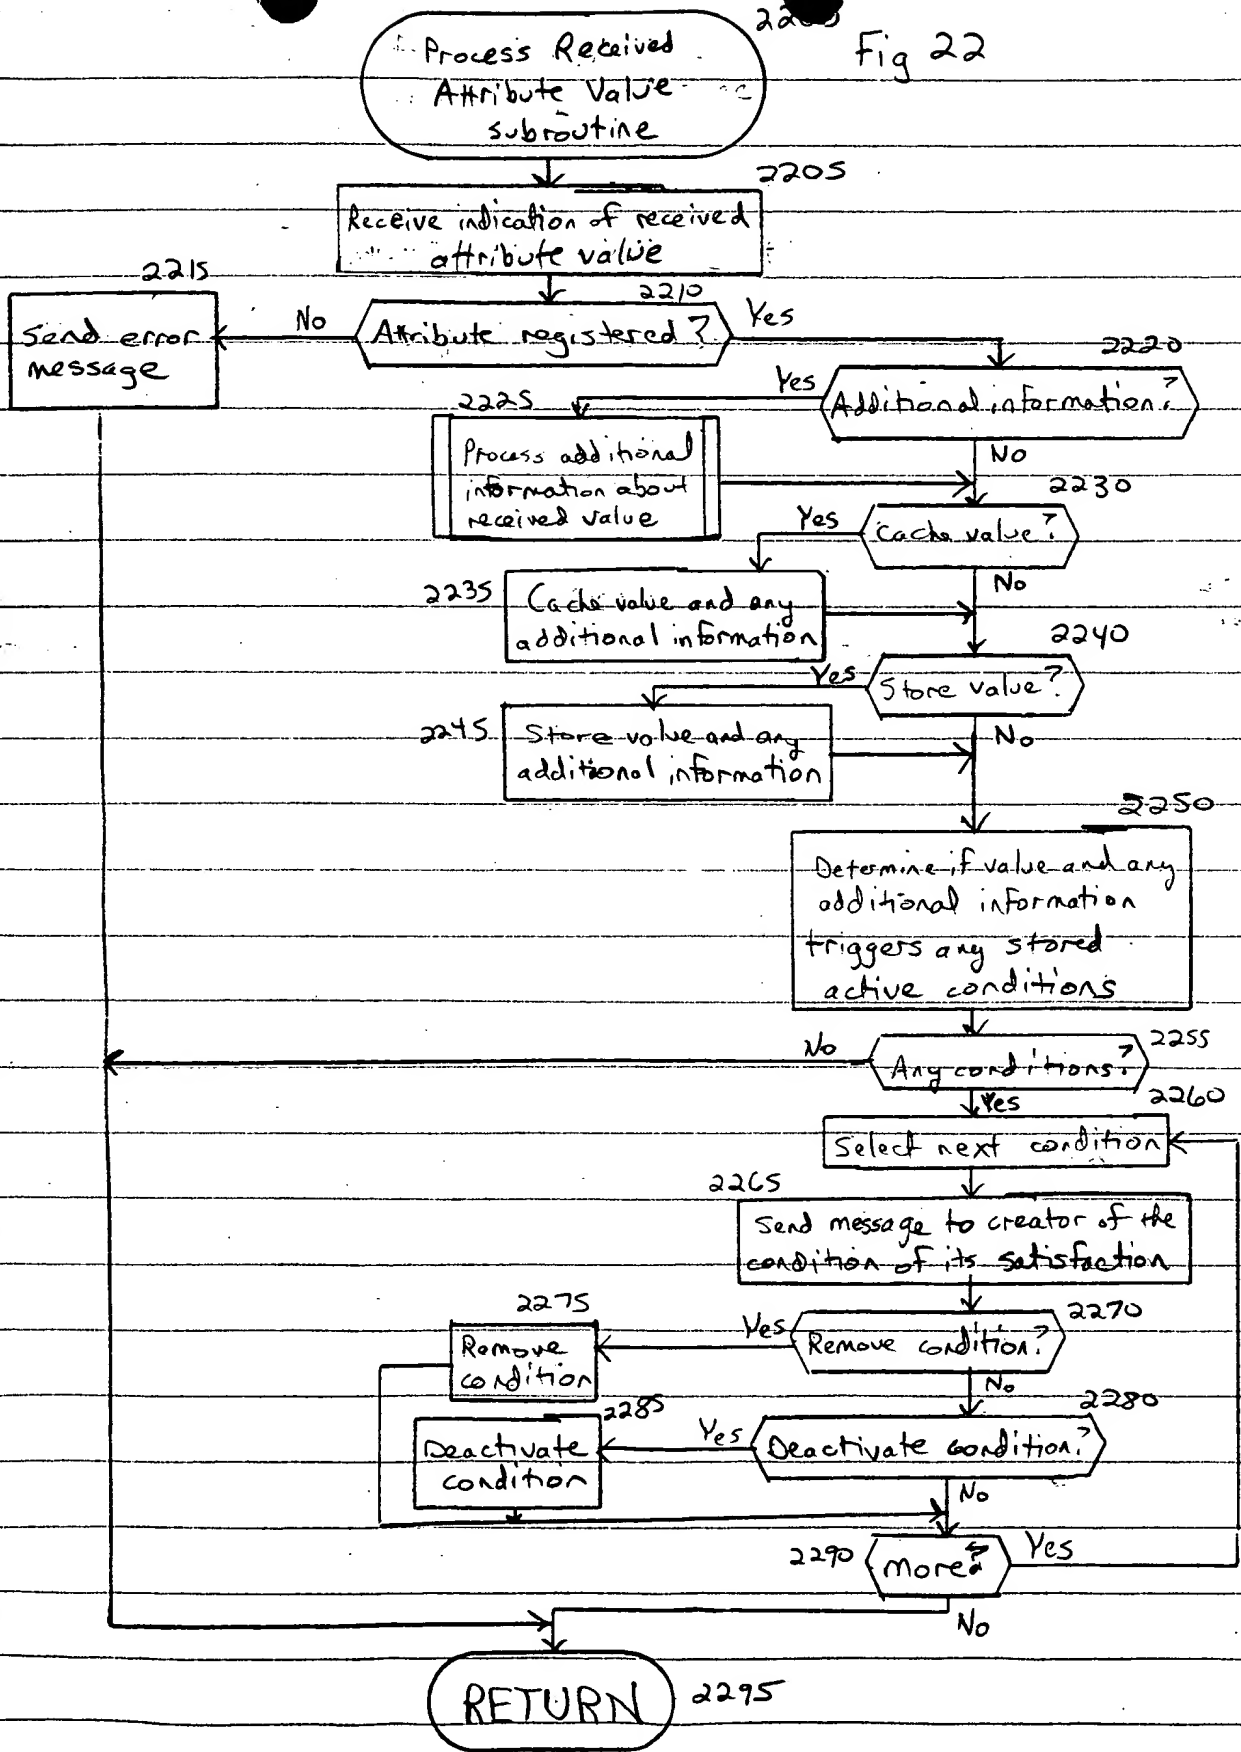 Fig 22
Process Received
Attribute Value
subroutine
2205
Receive indication of received
attribute value
2210
Attribute registered?
No
Yes
2215
Send error
message
2220
Additional information?
Yes
No
2225
Process additional
information about
received value
2230
Cache value?
Yes
No
2235
Cache value and any
additional information
2240
Store value?
Yes
No
2245
Store value and any
additional information
2250
Determine if value and any
additional information
triggers any stored
active conditions
2255
Any conditions?
No
Yes
2260
Select next condition
2265
Send message to creator of the
condition of its satisfaction
2270
Remove condition?
Yes
No
2275
Remove
condition
2280
Deactivate condition?
Yes
No
2285
Deactivate
condition
2290
More?
Yes
No
RETURN
2295